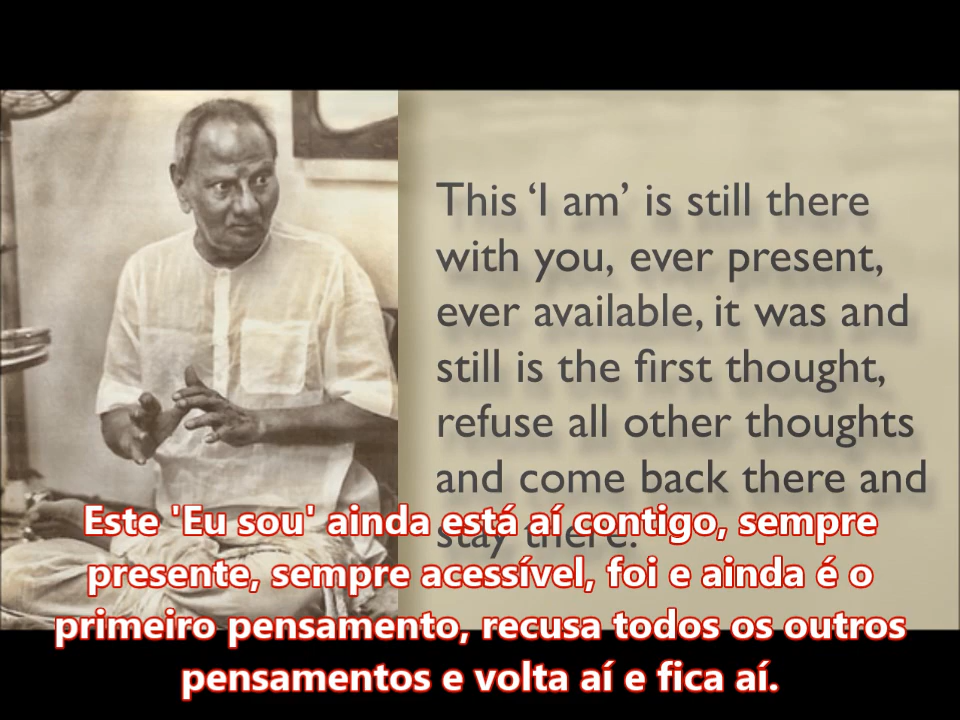 This ‘I am’ is still there
with you, ever present,
ever available, it was and
still is the first thought,
refuse all other thoughts
and come back there and
stay there.
Este 'Eu sou' ainda está aí contigo, sempre
presente, sempre acessível, foi e ainda é o
primeiro pensamento, recusa todos os outros
pensamentos e volta aí e fica aí.